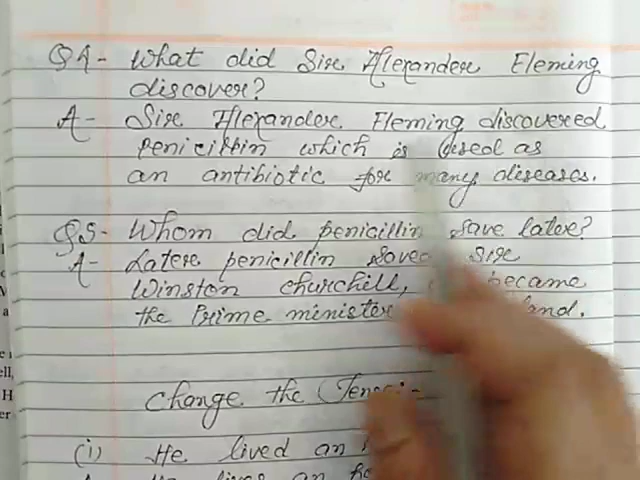 Q4- What did Sir Alexander Fleming
discover?
A- Sir Alexander Fleming discovered
penicillin which is used as
an antibiotic for many diseases.
Q5- Whom did penicillin save later?
A- Later penicillin saved Sir
Winston churchill, became
the Prime minister land.
Change the Tense:-
(i) He lived an